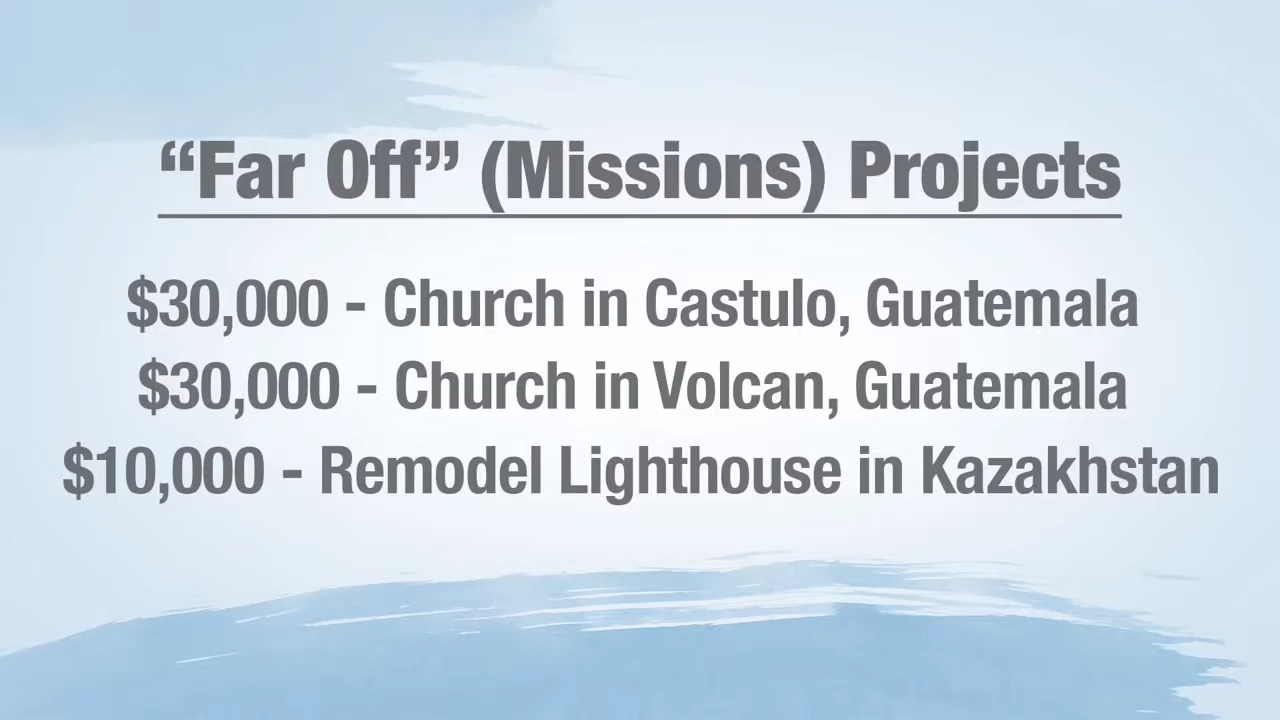 “Far Off” (Missions) Projects
$30,000 - Church in Castulo, Guatemala
$30,000 - Church in Volcan, Guatemala
$10,000 - Remodel Lighthouse in Kazakhstan